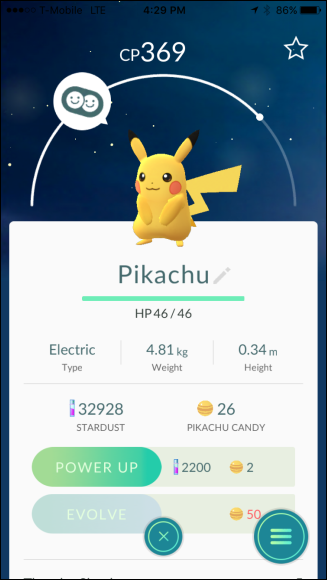 T-Mobile LTE 4:29 PM 86%
CP369
Pikachu
HP 46 / 46
Electric 4.81 kg 0.34 m
Type Weight Height
32928 26
STARDUST PIKACHU CANDY
POWER UP 2200 2
EVOLVE 50